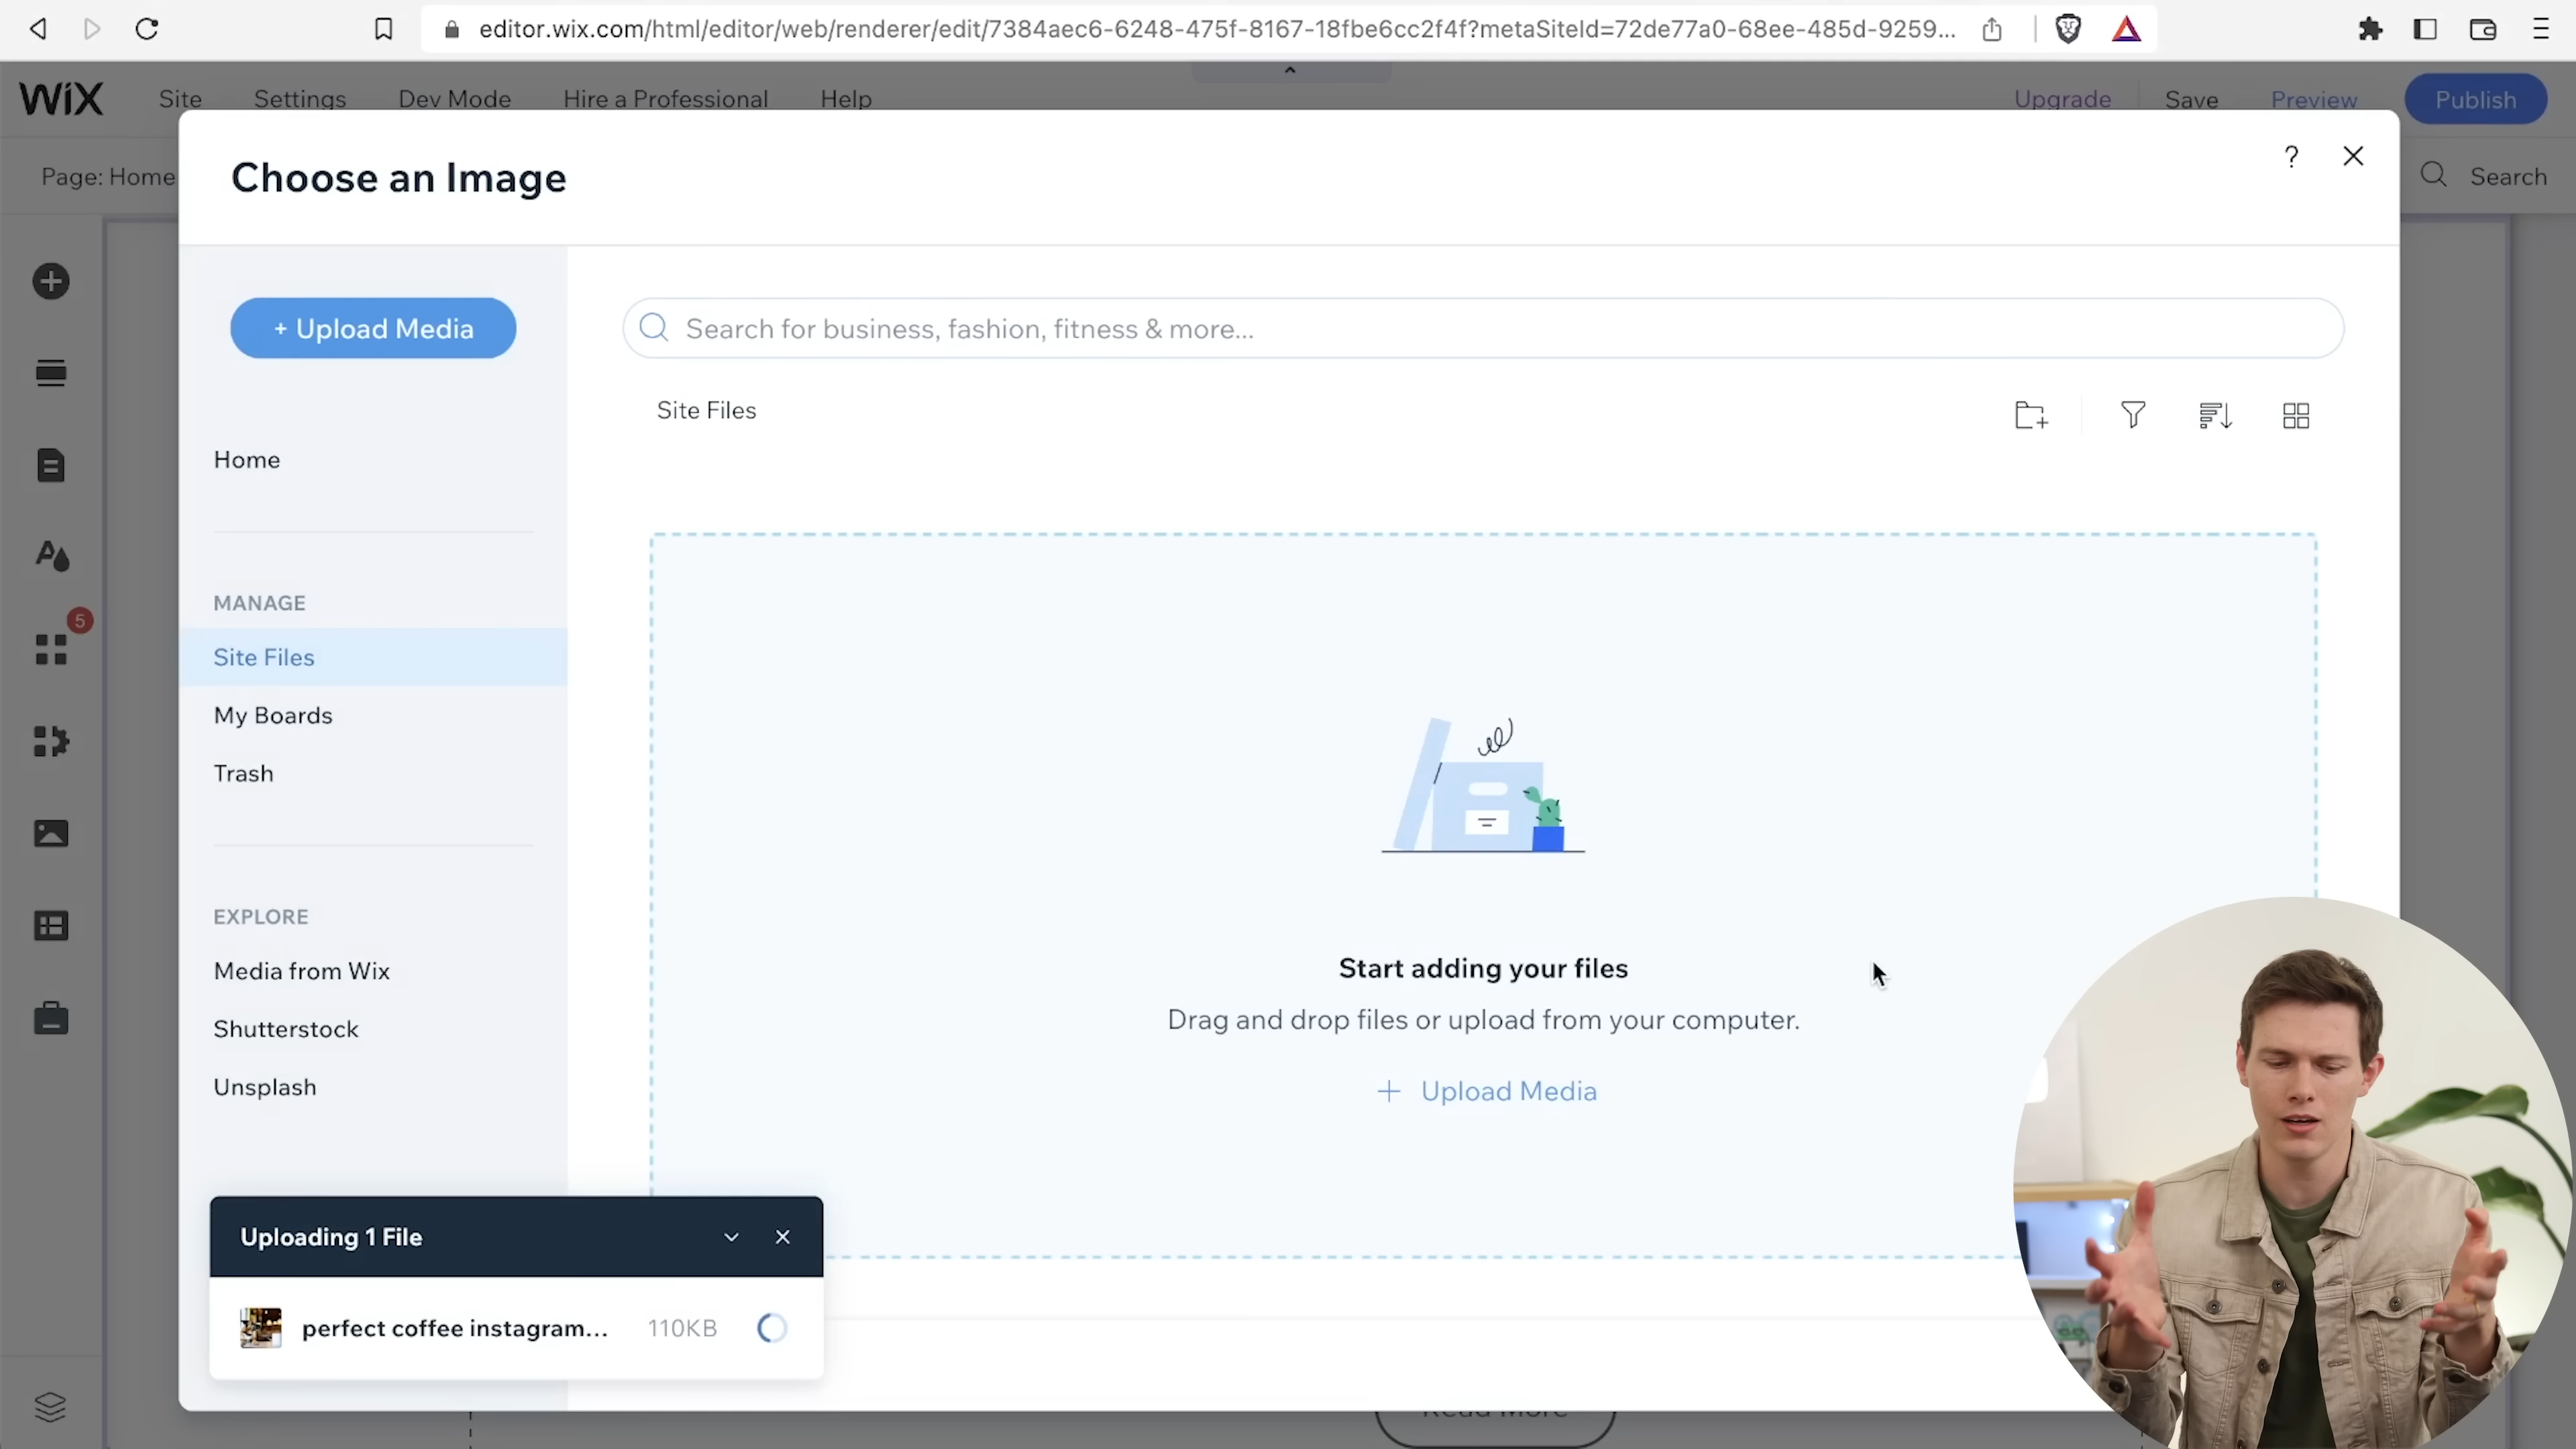 editor.wix.com/html/editor/web/renderer/edit/7384aec6-6248-475f-8167-18fbe6cc2f4f?metaSiteId=72de77a0-68ee-485d-9259...
WiX Site Settings Dev Mode Hire a Professional Help Upgrade Save Preview Publish
Page: Home
Search
Choose an Image
?
+ Upload Media
Search for business, fashion, fitness & more...
Site Files
Home
MANAGE
5
Site Files
My Boards
Trash
EXPLORE
Media from Wix
Shutterstock
Unsplash
Start adding your files
Drag and drop files or upload from your computer.
+ Upload Media
Uploading 1 File
perfect coffee instagram... 110KB
Read More